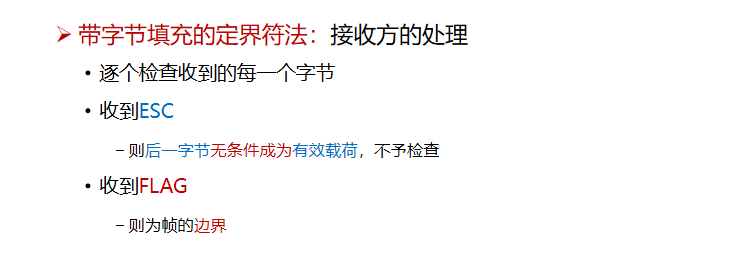 ➢ 带字节填充的定界符法：接收方的处理
• 逐个检查收到的每一个字节
• 收到ESC
– 则后一字节无条件成为有效载荷，不予检查
• 收到FLAG
– 则为帧的边界